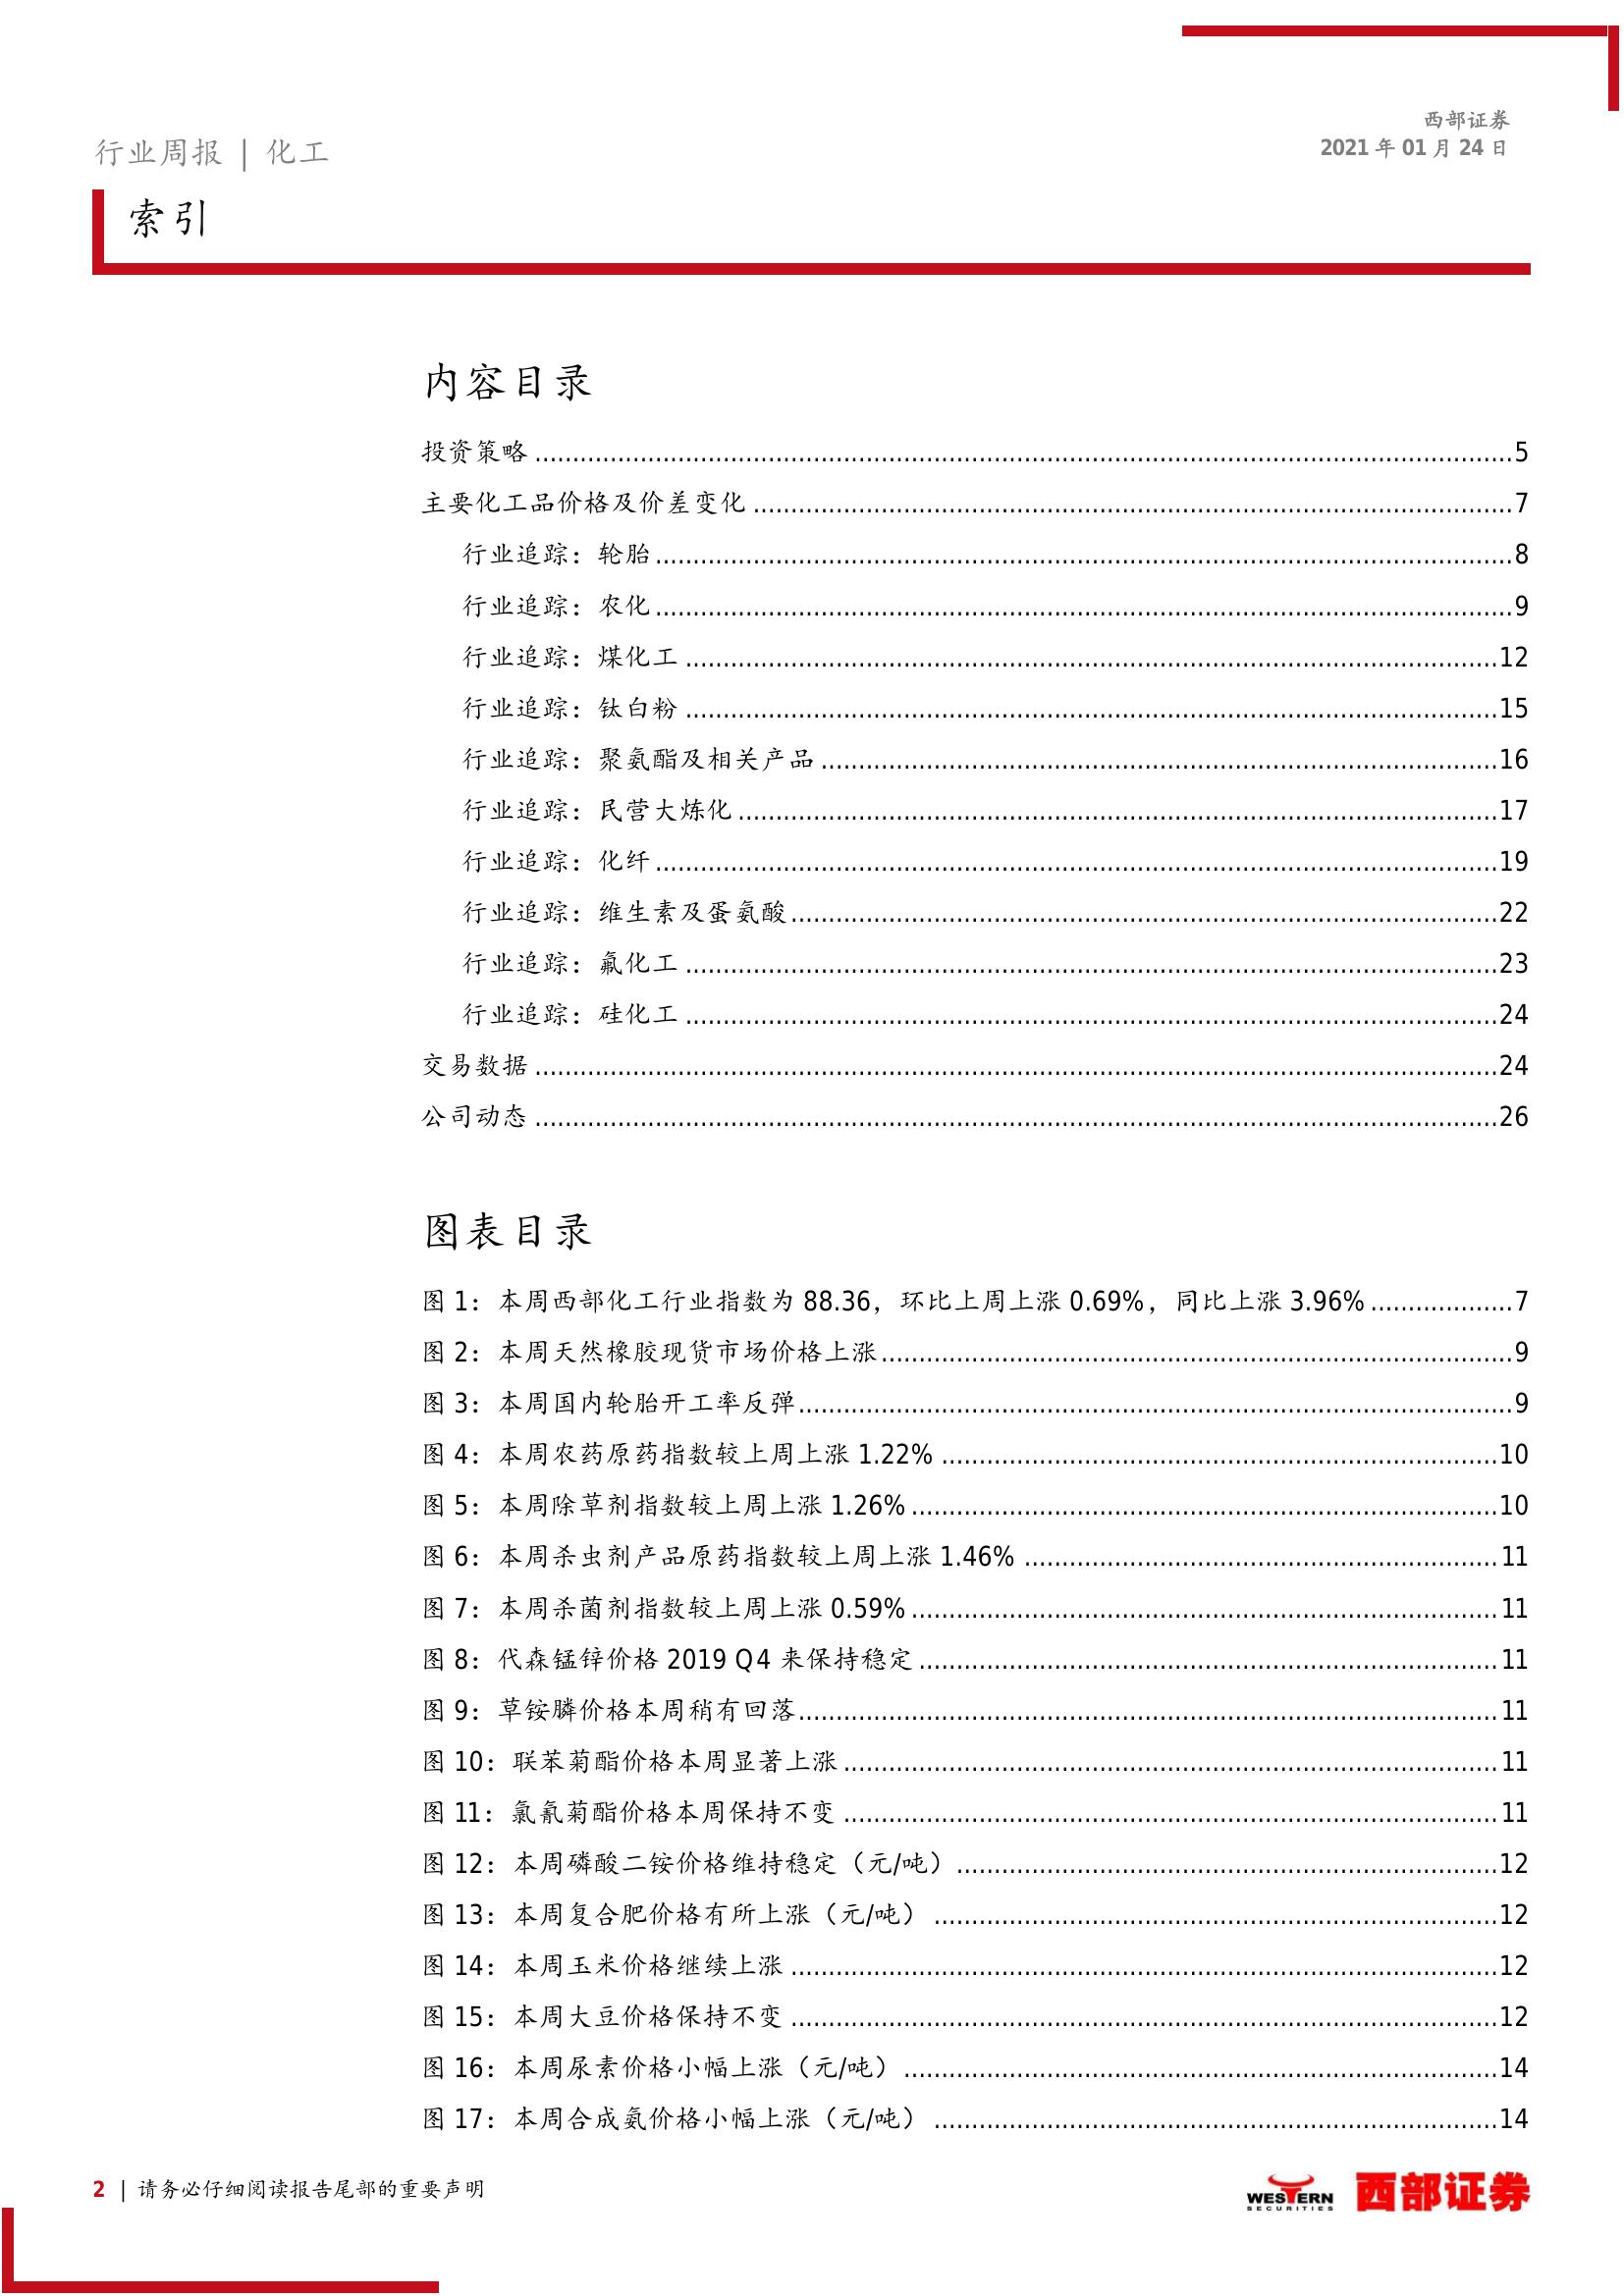 西部证券
2021 年 01 月 24 日
行业周报 | 化工
索引
内容目录
投资策略 ........................ 5
主要化工品价格及价差变化 ........................ 7
行业追踪：轮胎 ........................ 8
行业追踪：农化 ........................ 9
行业追踪：煤化工 ........................ 12
行业追踪：钛白粉 ........................ 15
行业追踪：聚氨酯及相关产品 ........................ 16
行业追踪：民营大炼化 ........................ 17
行业追踪：化纤 ........................ 19
行业追踪：维生素及蛋氨酸 ........................ 22
行业追踪：氟化工 ........................ 23
行业追踪：硅化工 ........................ 24
交易数据 ........................ 24
公司动态 ........................ 26
图表目录
图 1：本周西部化工行业指数为 88.36，环比上周上涨 0.69%，同比上涨 3.96% ........................ 7
图 2：本周天然橡胶现货市场价格上涨 ........................ 9
图 3：本周国内轮胎开工率反弹 ........................ 9
图 4：本周农药原药指数较上周上涨 1.22% ........................ 10
图 5：本周除草剂指数较上周上涨 1.26% ........................ 10
图 6：本周杀虫剂产品原药指数较上周上涨 1.46% ........................ 11
图 7：本周杀菌剂指数较上周上涨 0.59% ........................ 11
图 8：代森锰锌价格 2019 Q4 来保持稳定 ........................ 11
图 9：草铵膦价格本周稍有回落 ........................ 11
图 10：联苯菊酯价格本周显著上涨 ........................ 11
图 11：氯氰菊酯价格本周保持不变 ........................ 11
图 12：本周磷酸二铵价格维持稳定（元/吨） ........................ 12
图 13：本周复合肥价格有所上涨（元/吨） ........................ 12
图 14：本周玉米价格继续上涨 ........................ 12
图 15：本周大豆价格保持不变 ........................ 12
图 16：本周尿素价格小幅上涨（元/吨） ........................ 14
图 17：本周合成氨价格小幅上涨（元/吨） ........................ 14
2 | 请务必仔细阅读报告尾部的重要声明
WESTERN
SECURITIES
西部证券